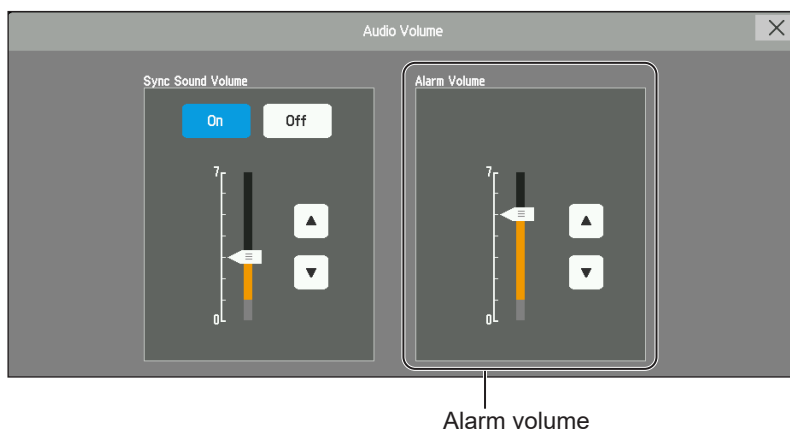 Audio Volume
Sync Sound Volume
On Off
7
0
Alarm Volume
7
0
Alarm volume